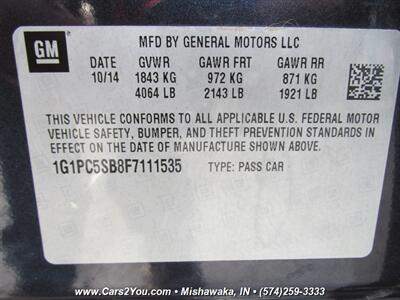 GM
MFD BY GENERAL MOTORS LLC
DATE GVWR GAWR FRT GAWR RR
10/14 1843 KG 972 KG 871 KG
4064 LB 2143 LB 1921 LB
THIS VEHICLE CONFORMS TO ALL APPLICABLE U.S. FEDERAL MOTOR
VEHICLE SAFETY, BUMPER, AND THEFT PREVENTION STANDARDS IN
EFFECT ON THE DATE OF MANUFACTURE SHOWN ABOVE.
1G1PC5SB8F7111535 TYPE: PASS CAR
www.Cars2You.com - Mishawaka, IN - (574)259-3333